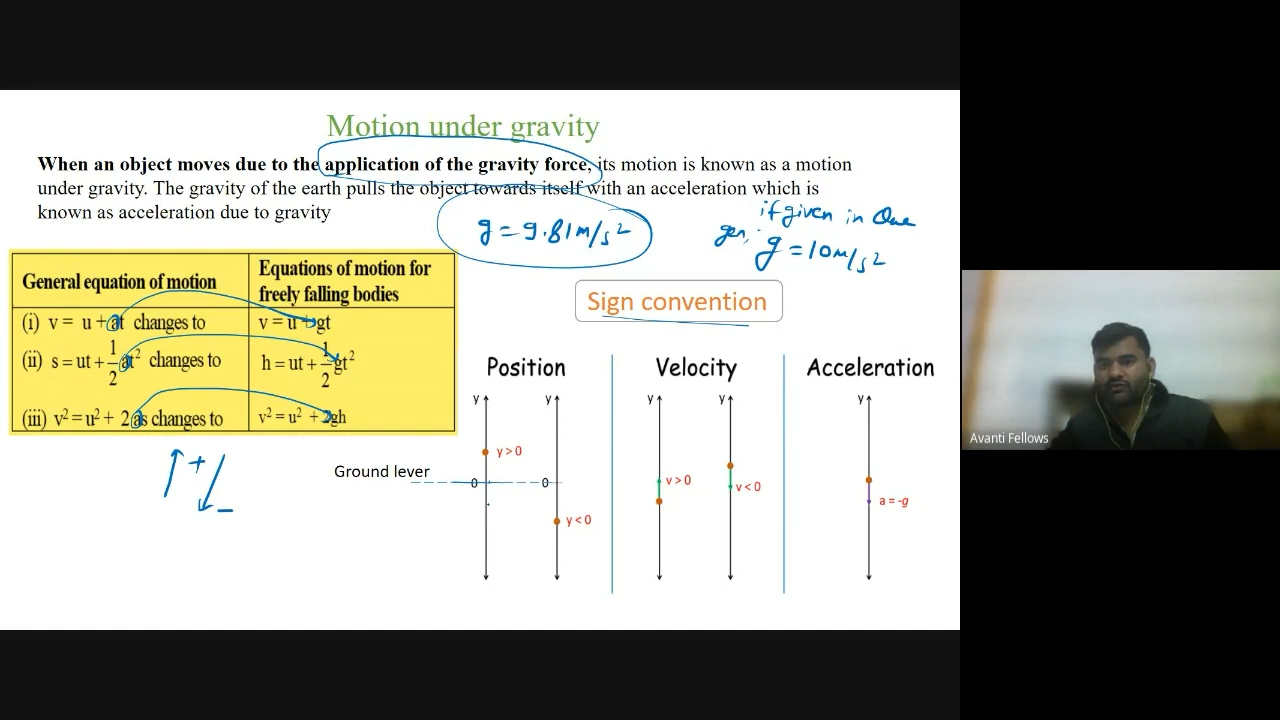 Motion under gravity
When an object moves due to the application of the gravity force, its motion is known as a motion
under gravity. The gravity of the earth pulls the object towards itself with an acceleration which is
known as acceleration due to gravity
g = 9.81 m/s²
if given in Que
gen, g = 10 m/s²
General equation of motion
Equations of motion for
freely falling bodies
(i) v = u + at changes to
v = u + gt
(ii) s = ut + 1/2 at² changes to
h = ut + 1/2 gt²
(iii) v² = u² + 2as changes to
v² = u² + 2gh
+
−
Sign convention
Position
Velocity
Acceleration
y y y y y
y > 0
Ground lever
0 0
y < 0
v > 0
v < 0
a = -g
Avanti Fellows